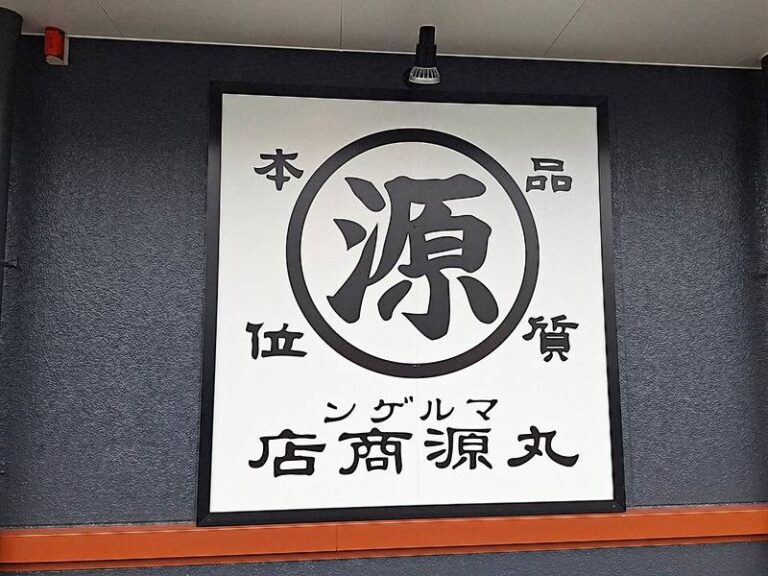 品質本位
源
マルゲン
丸源商店